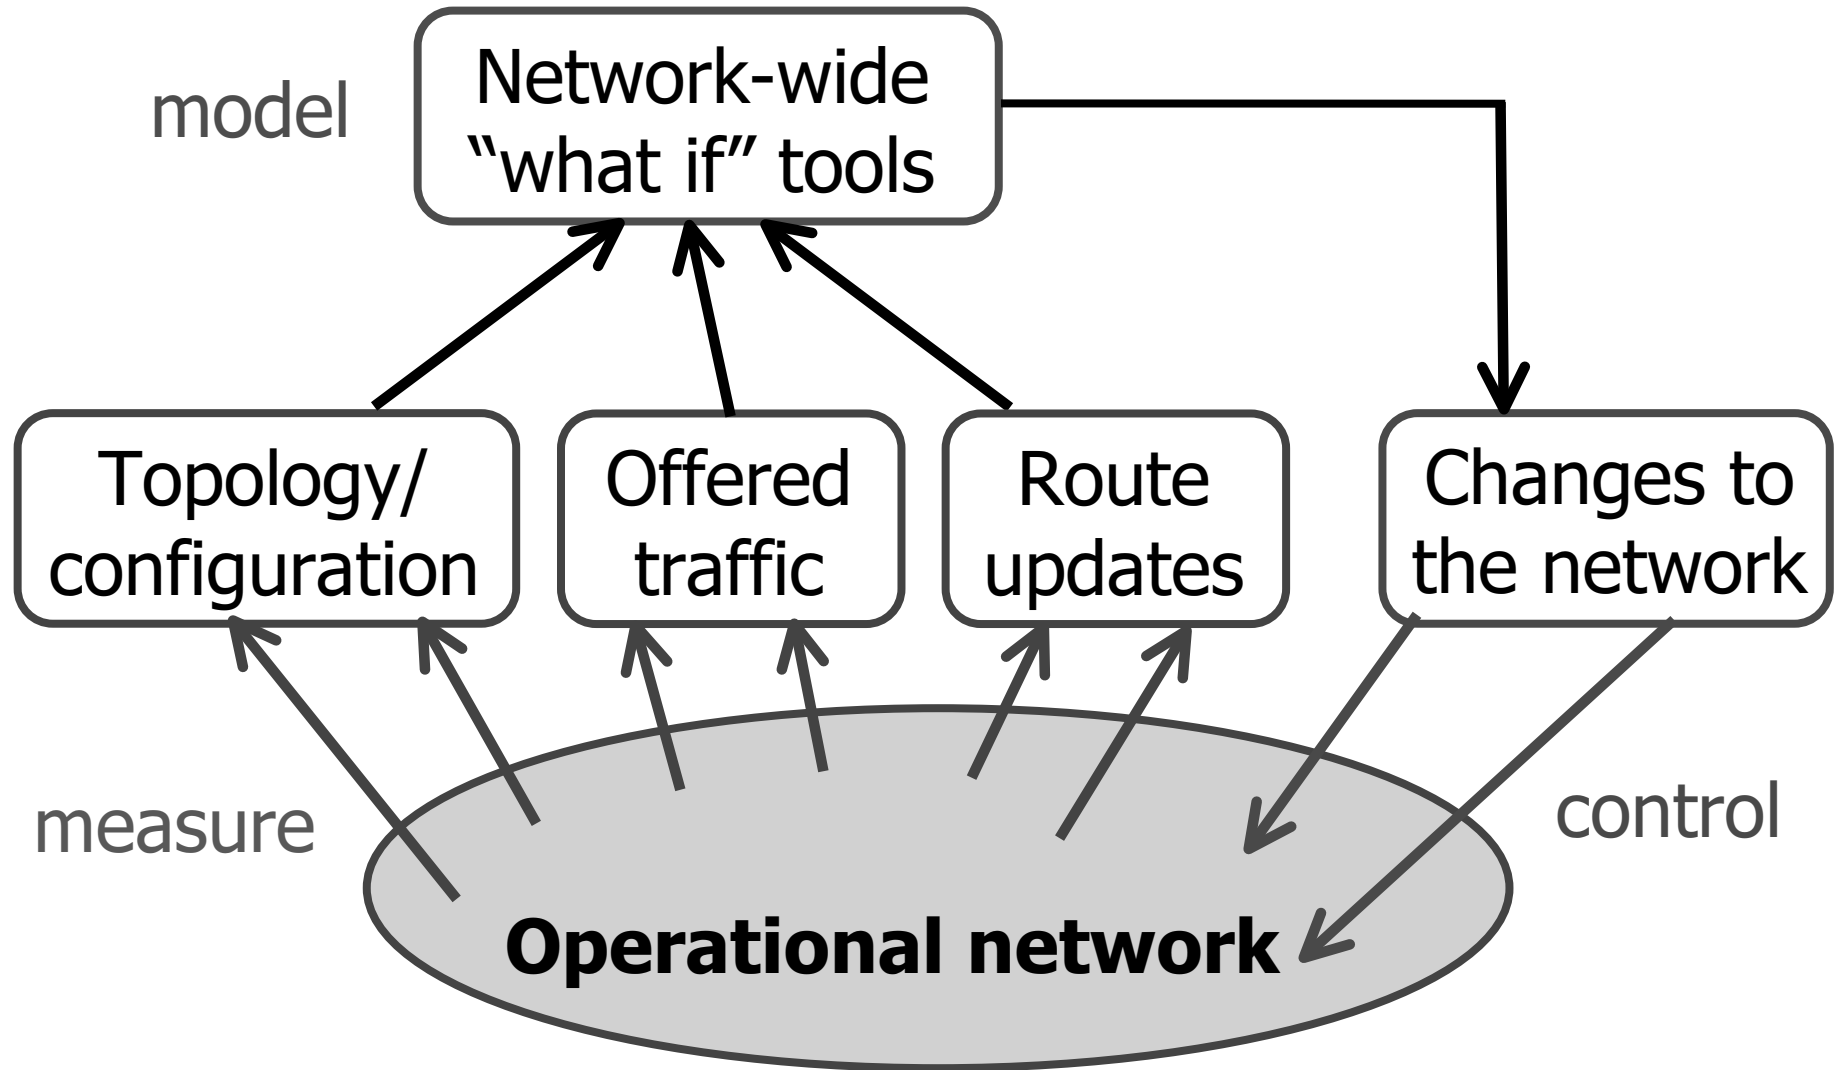 model
Network-wide
“what if” tools
Topology/
configuration
Offered
traffic
Route
updates
Changes to
the network
measure
control
Operational network